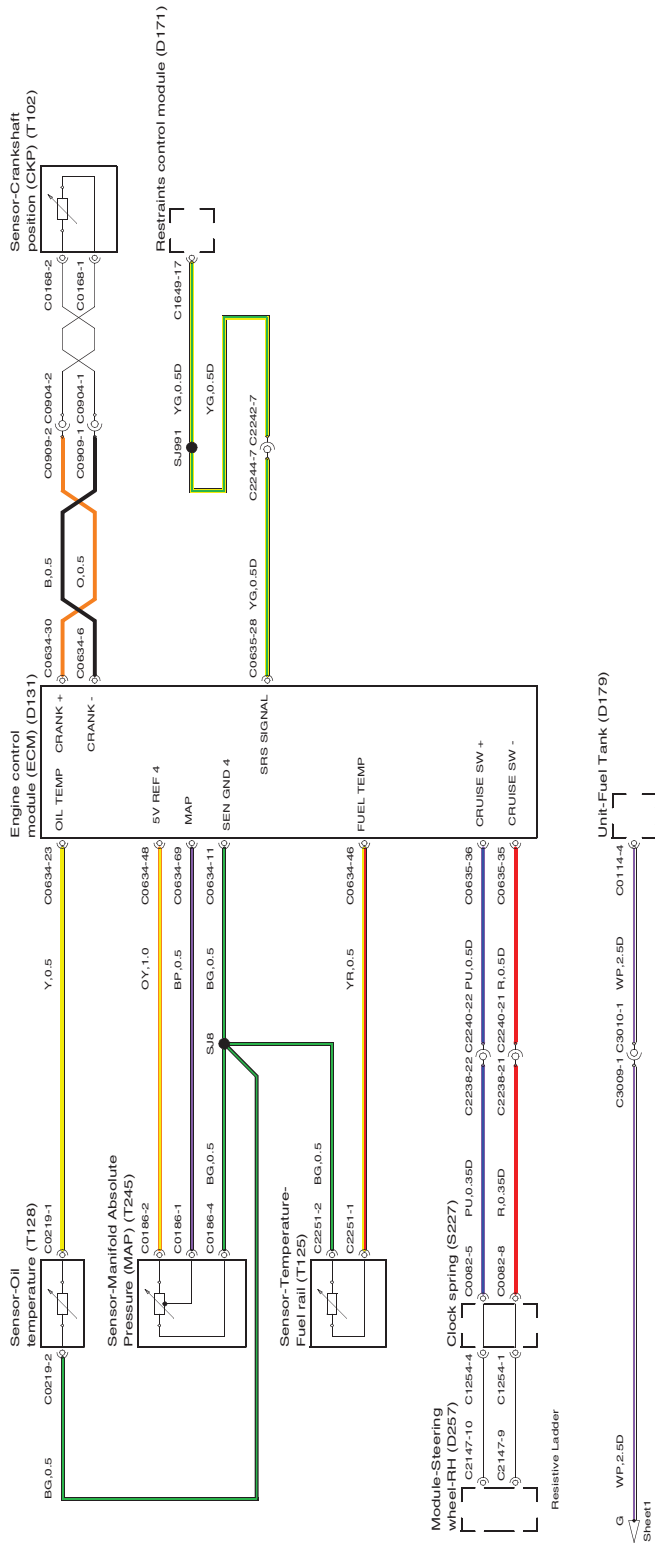 Sensor-Crankshaft
position (CKP) (T102)
C0168-2
C0168-1
C0904-2
C0904-1
C0909-2
C0909-1
B,0.5
O,0.5
C0634-30
C0634-6
Restraints control module (D171)
C1649-17
YG,0.5D
YG,0.5D
SJ991
C2242-7
C2244-7
YG,0.5D
C0635-28
Engine control
module (ECM) (D131)
OIL TEMP
CRANK +
CRANK -
5V REF 4
MAP
SEN GND 4
SRS SIGNAL
FUEL TEMP
CRUISE SW +
CRUISE SW -
C0634-23
C0634-48
C0634-69
C0634-11
C0634-46
C0635-36
C0635-35
Y,0.5
OY,1.0
BP,0.5
BG,0.5
YR,0.5
PU,0.5D
R,0.5D
SJ8
C2240-22
C2240-21
C2238-22
C2238-21
BG,0.5
BG,0.5
PU,0.35D
R,0.35D
Sensor-Oil
temperature (T128)
C0219-1
C0219-2
BG,0.5
Sensor-Manifold Absolute
Pressure (MAP) (T245)
C0186-2
C0186-1
C0186-4
Sensor-Temperature-
Fuel rail (T125)
C2251-2
C2251-1
Clock spring (S227)
C0082-5
C0082-8
C1254-4
C1254-1
Module-Steering
wheel-RH (D257)
C2147-10
C2147-9
Resistive Ladder
Unit-Fuel Tank (D179)
C0114-4
WP,2.5D
C3010-1
C3009-1
WP,2.5D
G
Sheet1